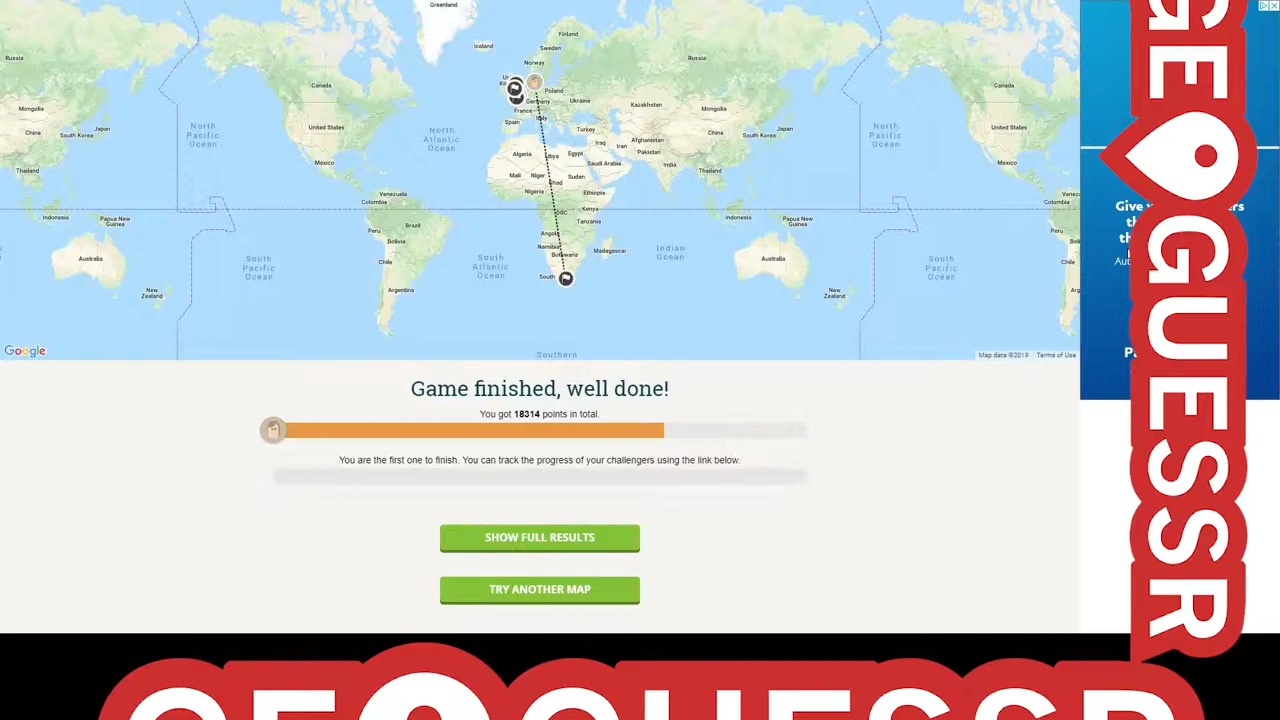 Greenland
Iceland
Finland
Sweden
Norway
Russia
Russia
Canada
Canada
Poland
Germany
Ukraine
Kazakhstan
France
Mongolia
Mongolia
Spain
Italy
Turkey
North
Pacific
Ocean
North
Atlantic
Ocean
North
Pacific
Ocean
United States
United States
China
South Korea
Japan
China
South Korea
Japan
Iraq
Iran
Afghanistan
Algeria
Libya
Egypt
Saudi Arabia
Pakistan
India
Mexico
Mexico
Thailand
Thailand
Mali
Niger
Chad
Sudan
Nigeria
Ethiopia
Venezuela
Colombia
Colombia
DRC
Kenya
Tanzania
Indonesia
Papua New
Guinea
Indonesia
Papua New
Guinea
Peru
Brazil
Peru
Bolivia
Angola
Namibia
Botswana
Madagascar
Australia
Australia
South
Pacific
Ocean
Chile
South
Atlantic
Ocean
Indian
Ocean
South
Pacific
Ocean
South
Argentina
New
Zealand
New
Zealand
Southern
Google
Map data ©2019 Terms of Use
Game finished, well done!
You got 18314 points in total.
You are the first one to finish. You can track the progress of your challengers using the link below.
SHOW FULL RESULTS
TRY ANOTHER MAP
Give
GEOGUESSR
GEOGUESSR